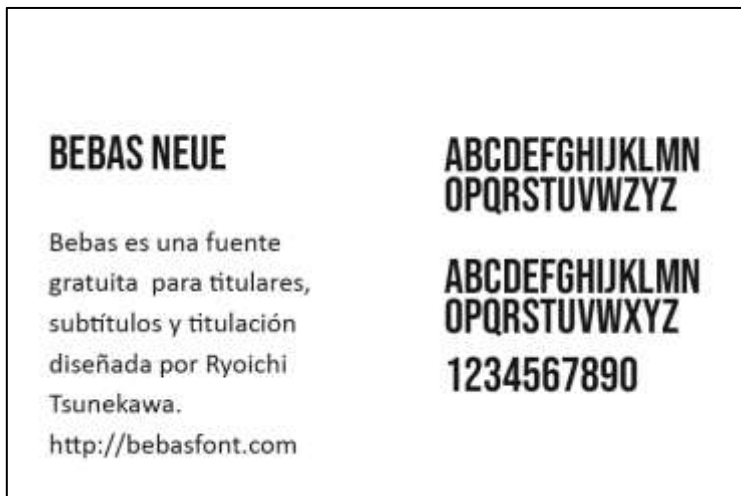 BEBAS NEUE
Bebas es una fuente
gratuita  para titulares,
subtítulos y titulación
diseñada por Ryoichi
Tsunekawa.
http://bebasfont.com
ABCDEFGHIJKLMN
OPQRSTUVWZYZ
ABCDEFGHIJKLMN
OPQRSTUVWXYZ
1234567890